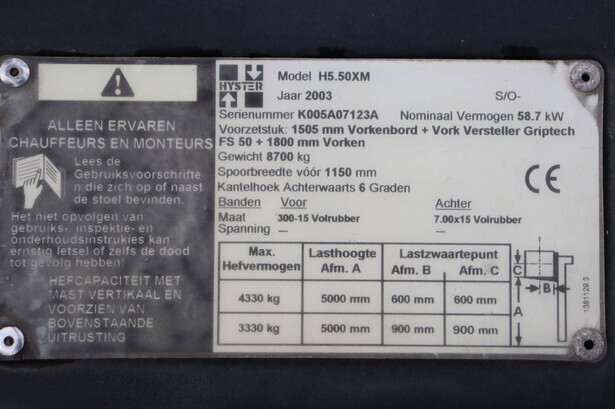 ALLEEN ERVAREN
CHAUFFEURS EN MONTEURS
Lees de
Gebruiksvoorschrifte
n die zich op of naast
de stoel bevinden.
Het niet opvolgen van
gebruiks-, inspektie- en
onderhoudsinstrukties kan
ernstig letsel of zelfs de dood
tot gevolg hebben!
HEFCAPACITEIT MET
MAST VERTIKAAL EN
VOORZIEN VAN
BOVENSTAANDE
UITRUSTING
HYSTER
Model H5.50XM
Jaar 2003 S/O-
Serienummer K005A07123A Nominaal Vermogen 58.7 kW
Voorzetstuk: 1505 mm Vorkenbord + Vork Versteller Griptech
FS 50 + 1800 mm Vorken
Gewicht 8700 kg
Spoorbreedte vóór 1150 mm
Kantelhoek Achterwaarts 6 Graden
CE
Banden Voor Achter
Maat 300-15 Volrubber 7.00x15 Volrubber
Spanning — —
Max. Hefvermogen Lasthoogte Afm. A Lastzwaartepunt Afm. B Afm. C
4330 kg 5000 mm 600 mm 600 mm
3330 kg 5000 mm 900 mm 900 mm
C
B
A